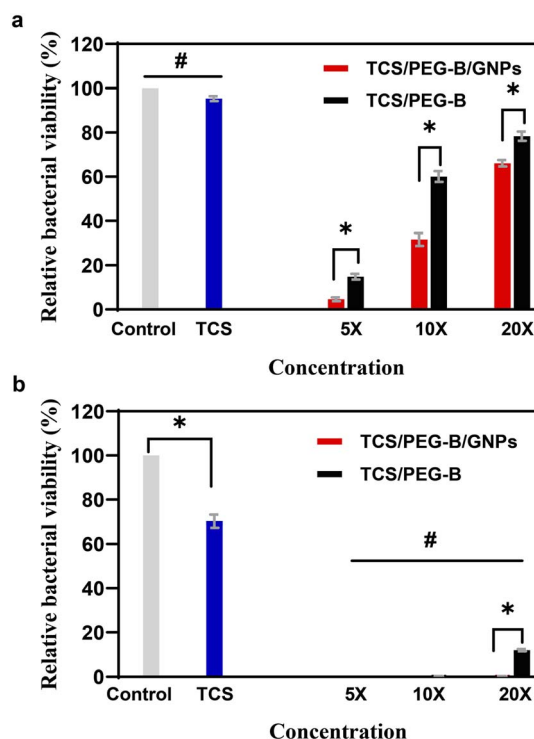 a
Relative bacterial viability (%)
120
100
80
60
40
20
0
#
TCS/PEG-B/GNPs
TCS/PEG-B
*
*
*
Control TCS 5X 10X 20X
Concentration
b
Relative bacterial viability (%)
120
100
80
60
40
20
0
*
TCS/PEG-B/GNPs
TCS/PEG-B
#
*
Control TCS 5X 10X 20X
Concentration